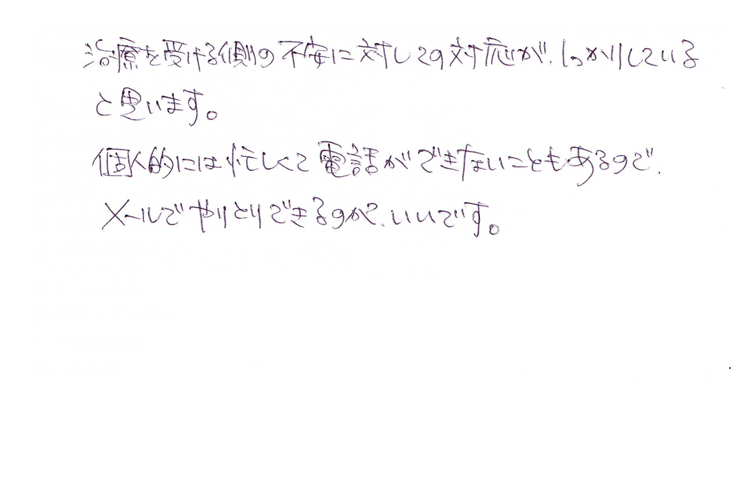 治療を受ける側の不安に対しての対応が、しっかりしている
と思います。
個人的には忙しくて電話ができないこともあるので、
メールでやりとりできるのが、いいです。